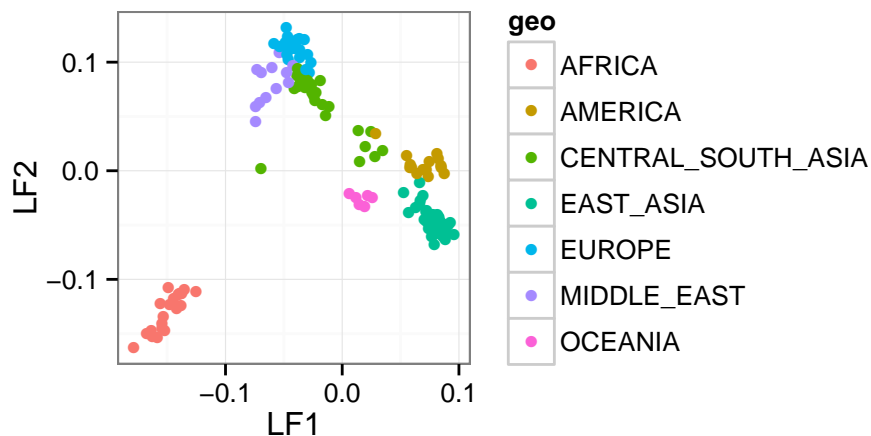 geo
AFRICA
AMERICA
CENTRAL_SOUTH_ASIA
EAST_ASIA
EUROPE
MIDDLE_EAST
OCEANIA
LF2
0.1
0.0
−0.1
−0.1
0.0
0.1
LF1